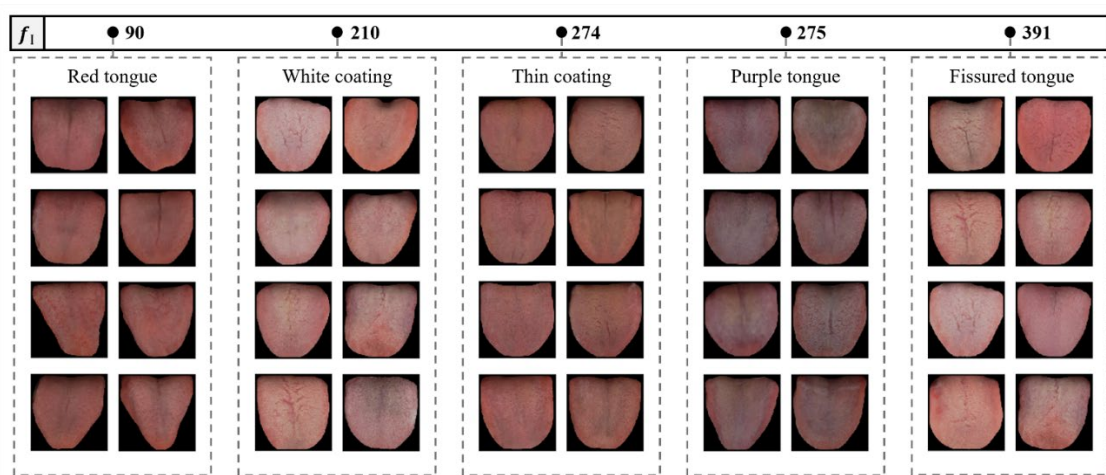 f1 90 210 274 275 391
Red tongue White coating Thin coating Purple tongue Fissured tongue